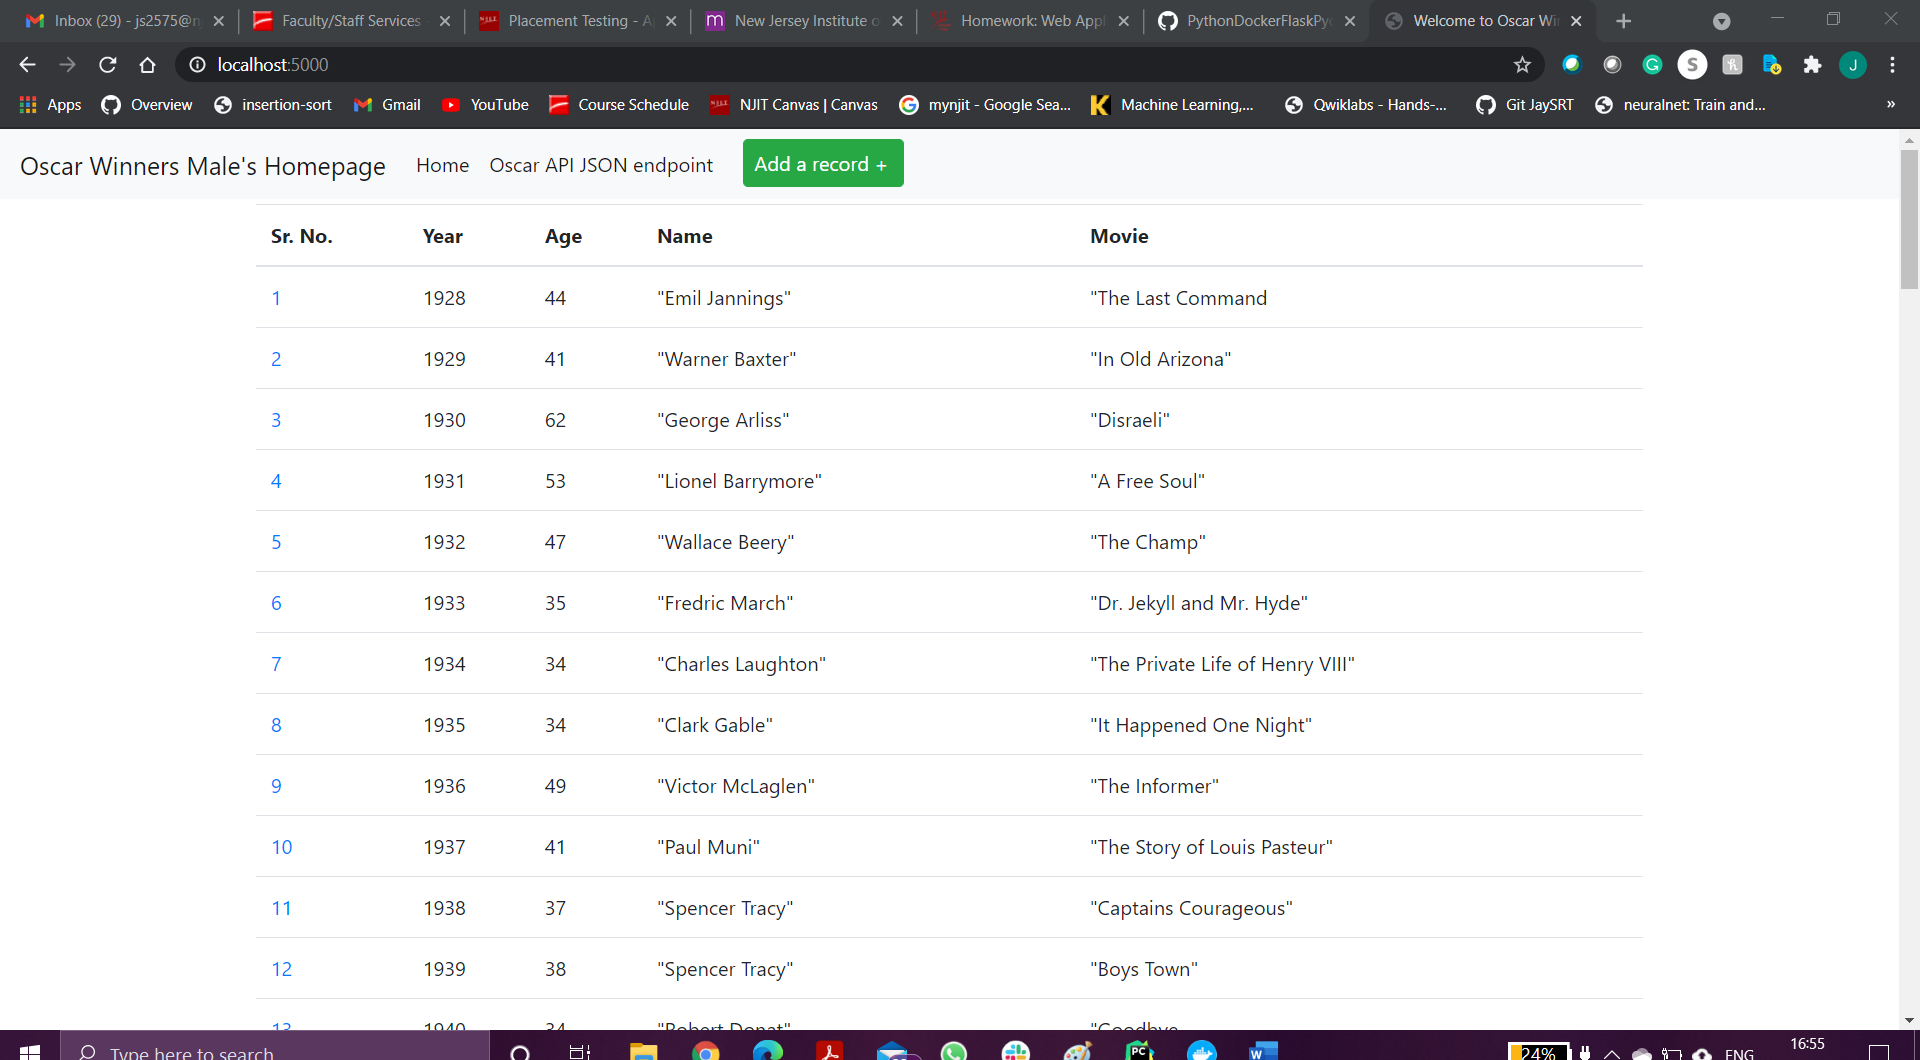 Inbox (29) - js2575@n
Faculty/Staff Services
Placement Testing - A
New Jersey Institute o
Homework: Web Appl
PythonDockerFlaskPyc
Welcome to Oscar Wi
localhost:5000
S
J
Apps
Overview
insertion-sort
Gmail
YouTube
Course Schedule
NJIT Canvas | Canvas
mynjit - Google Sea...
Machine Learning,...
Qwiklabs - Hands-...
Git JaySRT
neuralnet: Train and...
»
Oscar Winners Male's Homepage
Home
Oscar API JSON endpoint
Add a record +
Sr. No. Year Age Name Movie
1 1928 44 "Emil Jannings" "The Last Command
2 1929 41 "Warner Baxter" "In Old Arizona"
3 1930 62 "George Arliss" "Disraeli"
4 1931 53 "Lionel Barrymore" "A Free Soul"
5 1932 47 "Wallace Beery" "The Champ"
6 1933 35 "Fredric March" "Dr. Jekyll and Mr. Hyde"
7 1934 34 "Charles Laughton" "The Private Life of Henry VIII"
8 1935 34 "Clark Gable" "It Happened One Night"
9 1936 49 "Victor McLaglen" "The Informer"
10 1937 41 "Paul Muni" "The Story of Louis Pasteur"
11 1938 37 "Spencer Tracy" "Captains Courageous"
12 1939 38 "Spencer Tracy" "Boys Town"
13 1940 34 "Robert Donat" "Goodbye
Type here to search
24%
ENG
16:55